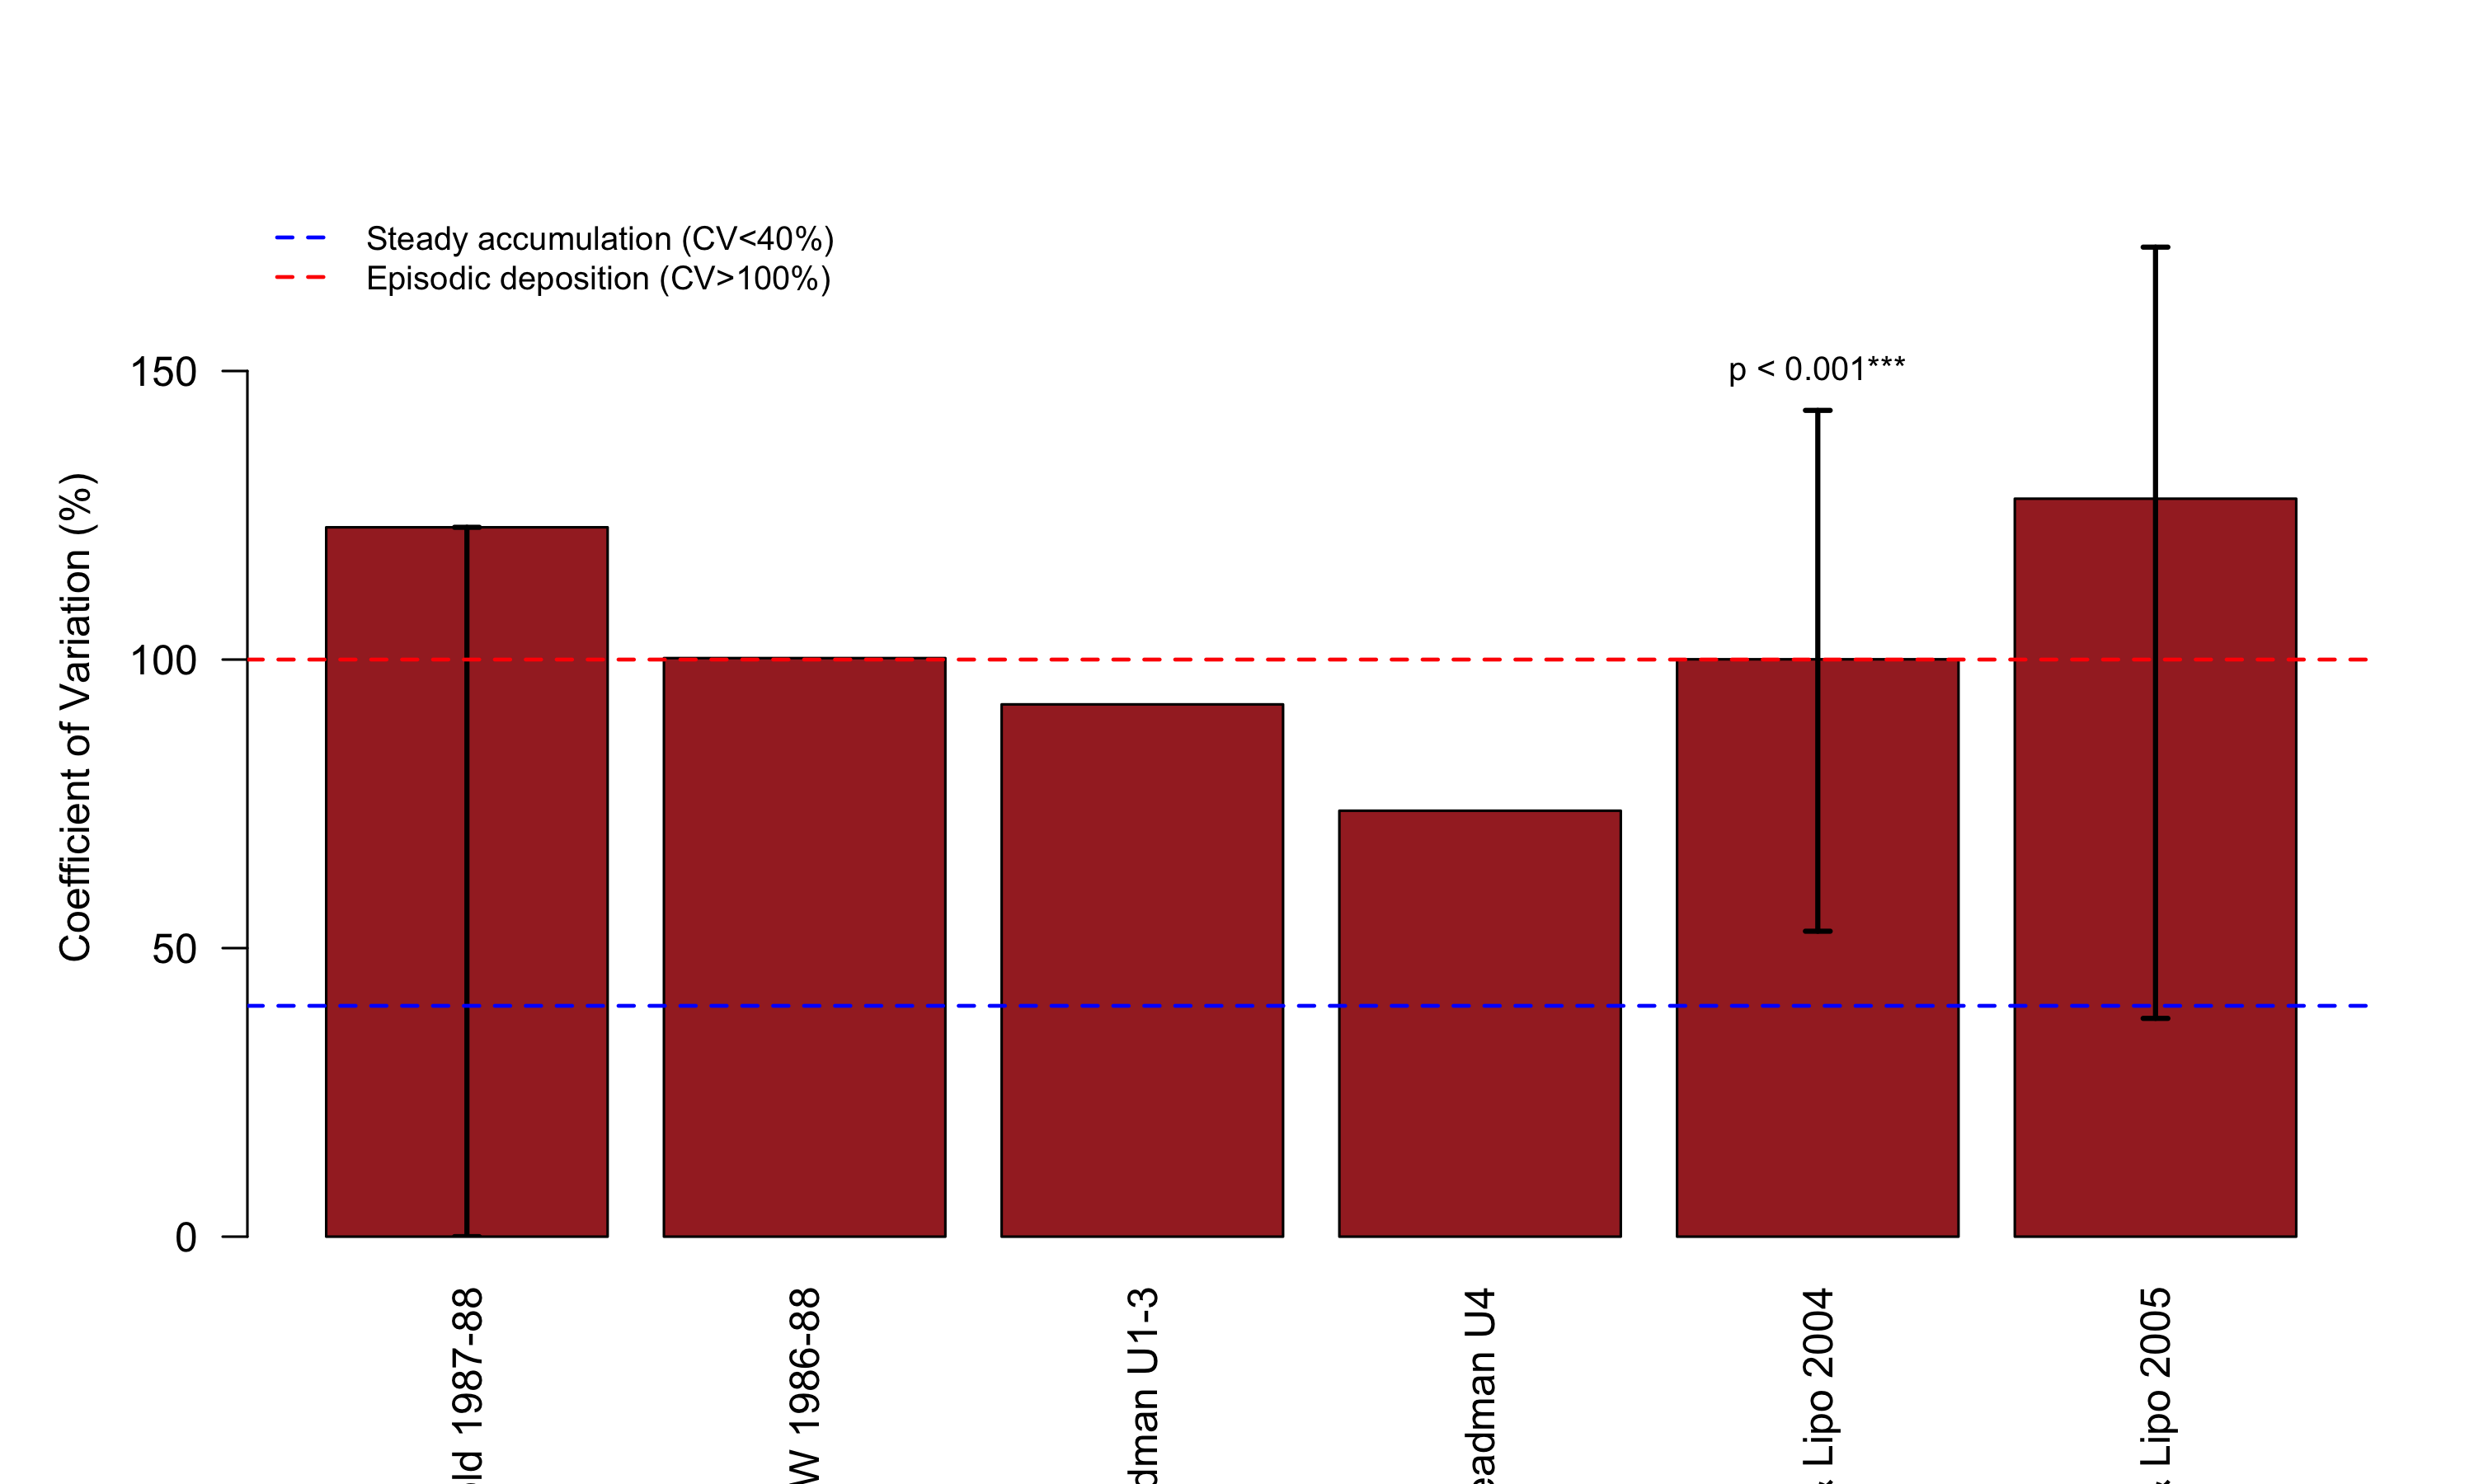 Steady accumulation (CV<40%)
Episodic deposition (CV>100%)
p < 0.001***
Coefficient of Variation (%)
150
100
50
0
1987-88
1986-88
U1-3
U4
Lipo 2004
Lipo 2005